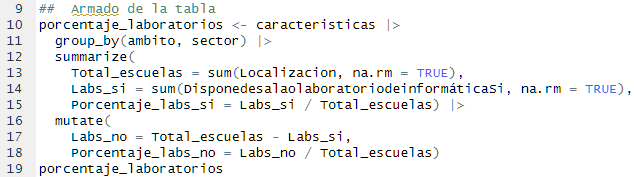 9 ## Armado de la tabla
10 porcentaje_laboratorios <- caracteristicas |>
11 group_by(ambito, sector) |>
12 summarize(
13 Total_escuelas = sum(Localizacion, na.rm = TRUE),
14 Labs_si = sum(DisponedesalaolaboratoriodeinformáticaSi, na.rm = TRUE),
15 Porcentaje_labs_si = Labs_si / Total_escuelas) |>
16 mutate(
17 Labs_no = Total_escuelas - Labs_si,
18 Porcentaje_labs_no = Labs_no / Total_escuelas)
19 porcentaje_laboratorios